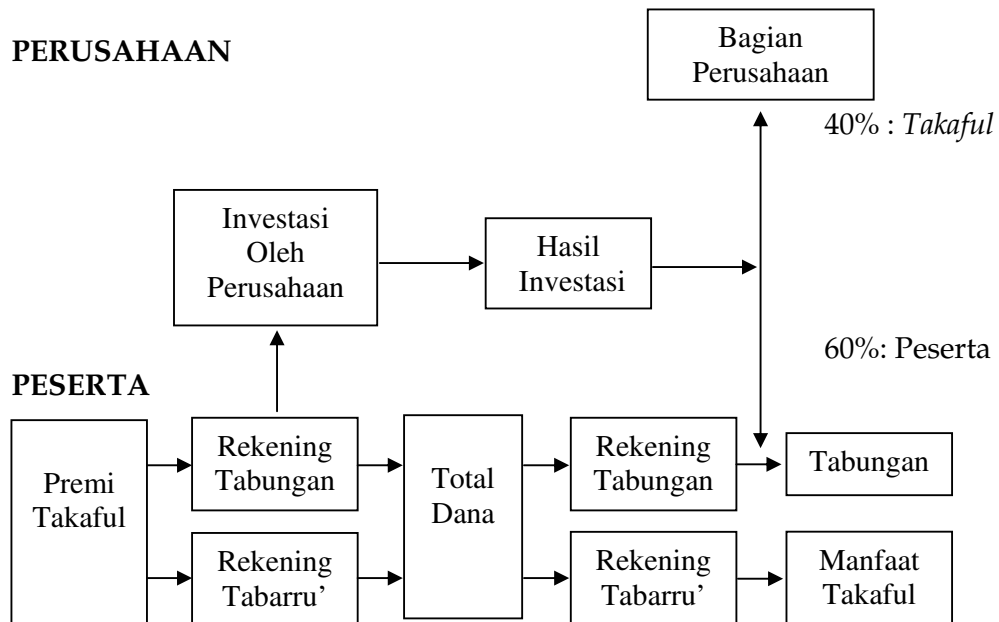 PERUSAHAAN
Bagian
Perusahaan
40% : Takaful
Investasi
Oleh
Perusahaan
Hasil
Investasi
60%: Peserta
PESERTA
Premi
Takaful
Rekening
Tabungan
Total
Dana
Rekening
Tabungan
Tabungan
Rekening
Tabarru’
Rekening
Tabarru’
Manfaat
Takaful